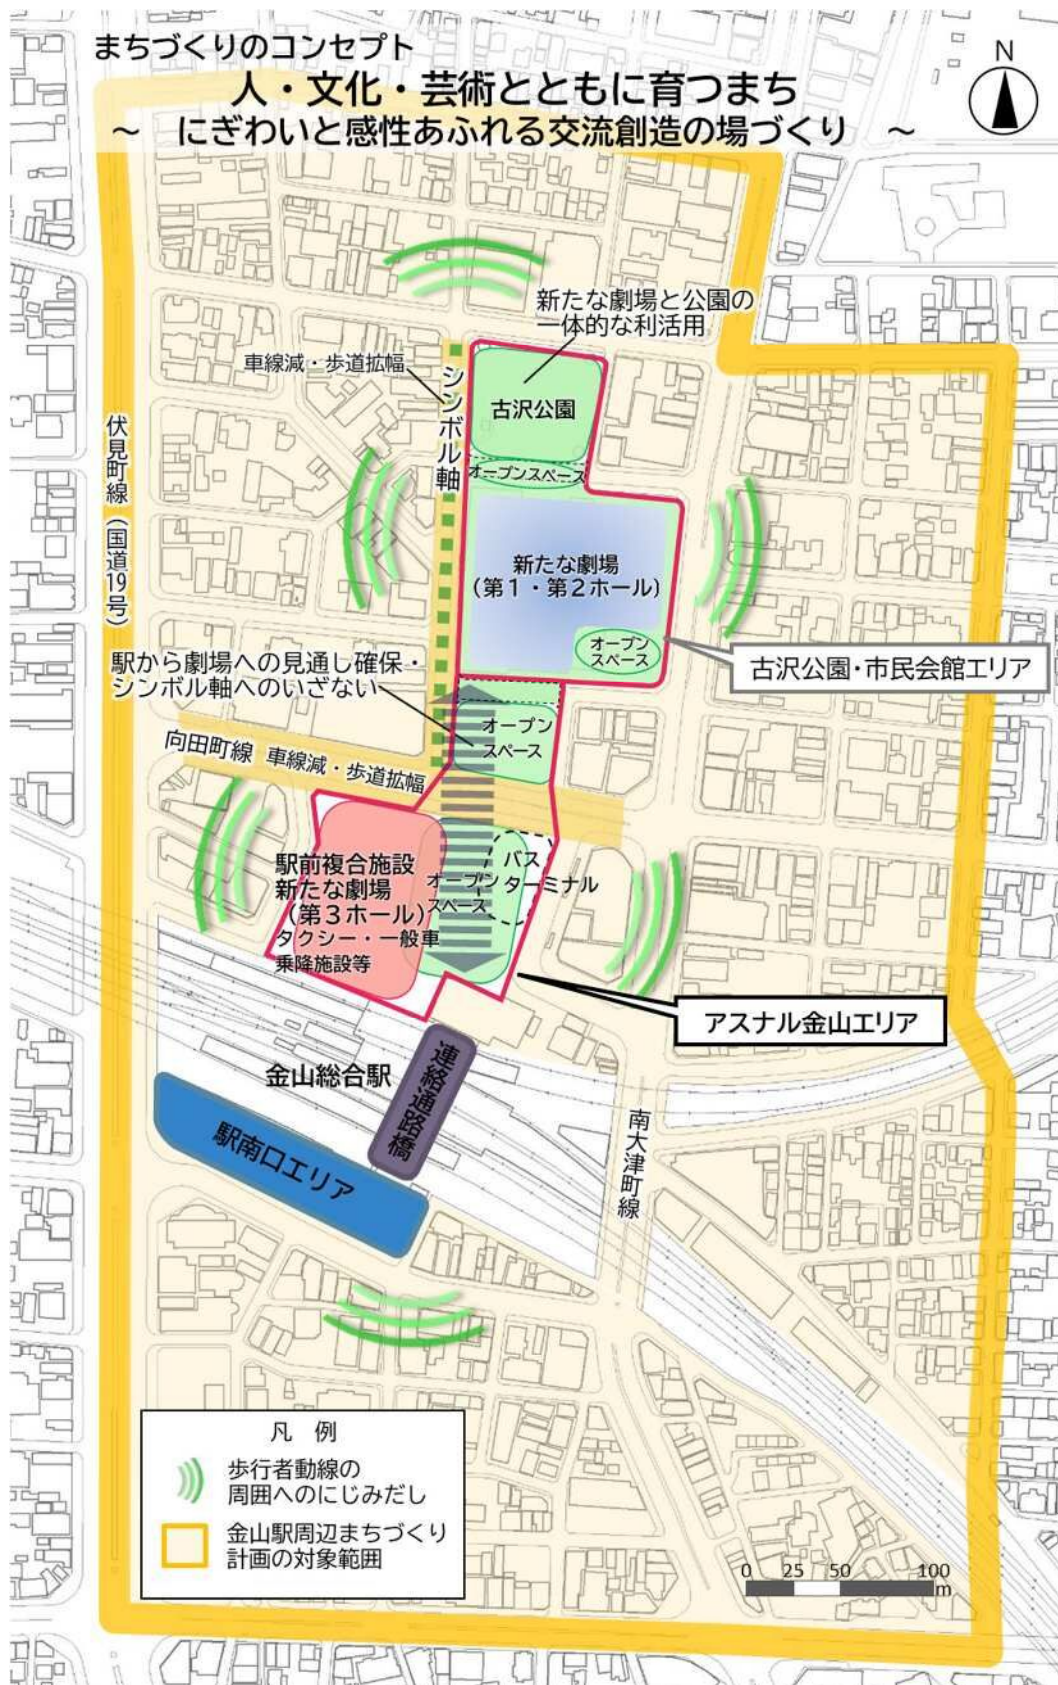 まちづくりのコンセプト
人・文化・芸術とともに育つまち
～ にぎわいと感性あふれる交流創造の場づくり ～
N
新たな劇場と公園の
一体的な利活用
車線減・歩道拡幅
シンボル軸
古沢公園
オープンスペース
伏見町線（国道19号）
新たな劇場
（第１・第２ホール）
オープン
スペース
古沢公園・市民会館エリア
駅から劇場への見通し確保・
シンボル軸へのいざない
オープン
スペース
向田町線 車線減・歩道拡幅
駅前複合施設
新たな劇場
（第３ホール）
タクシー・一般車
乗降施設等
オープン
スペース
バス
ターミナル
アスナル金山エリア
金山総合駅
連絡通路橋
駅南口エリア
南大津町線
凡 例
歩行者動線の
周囲へのにじみだし
金山駅周辺まちづくり
計画の対象範囲
0 25 50 100
m